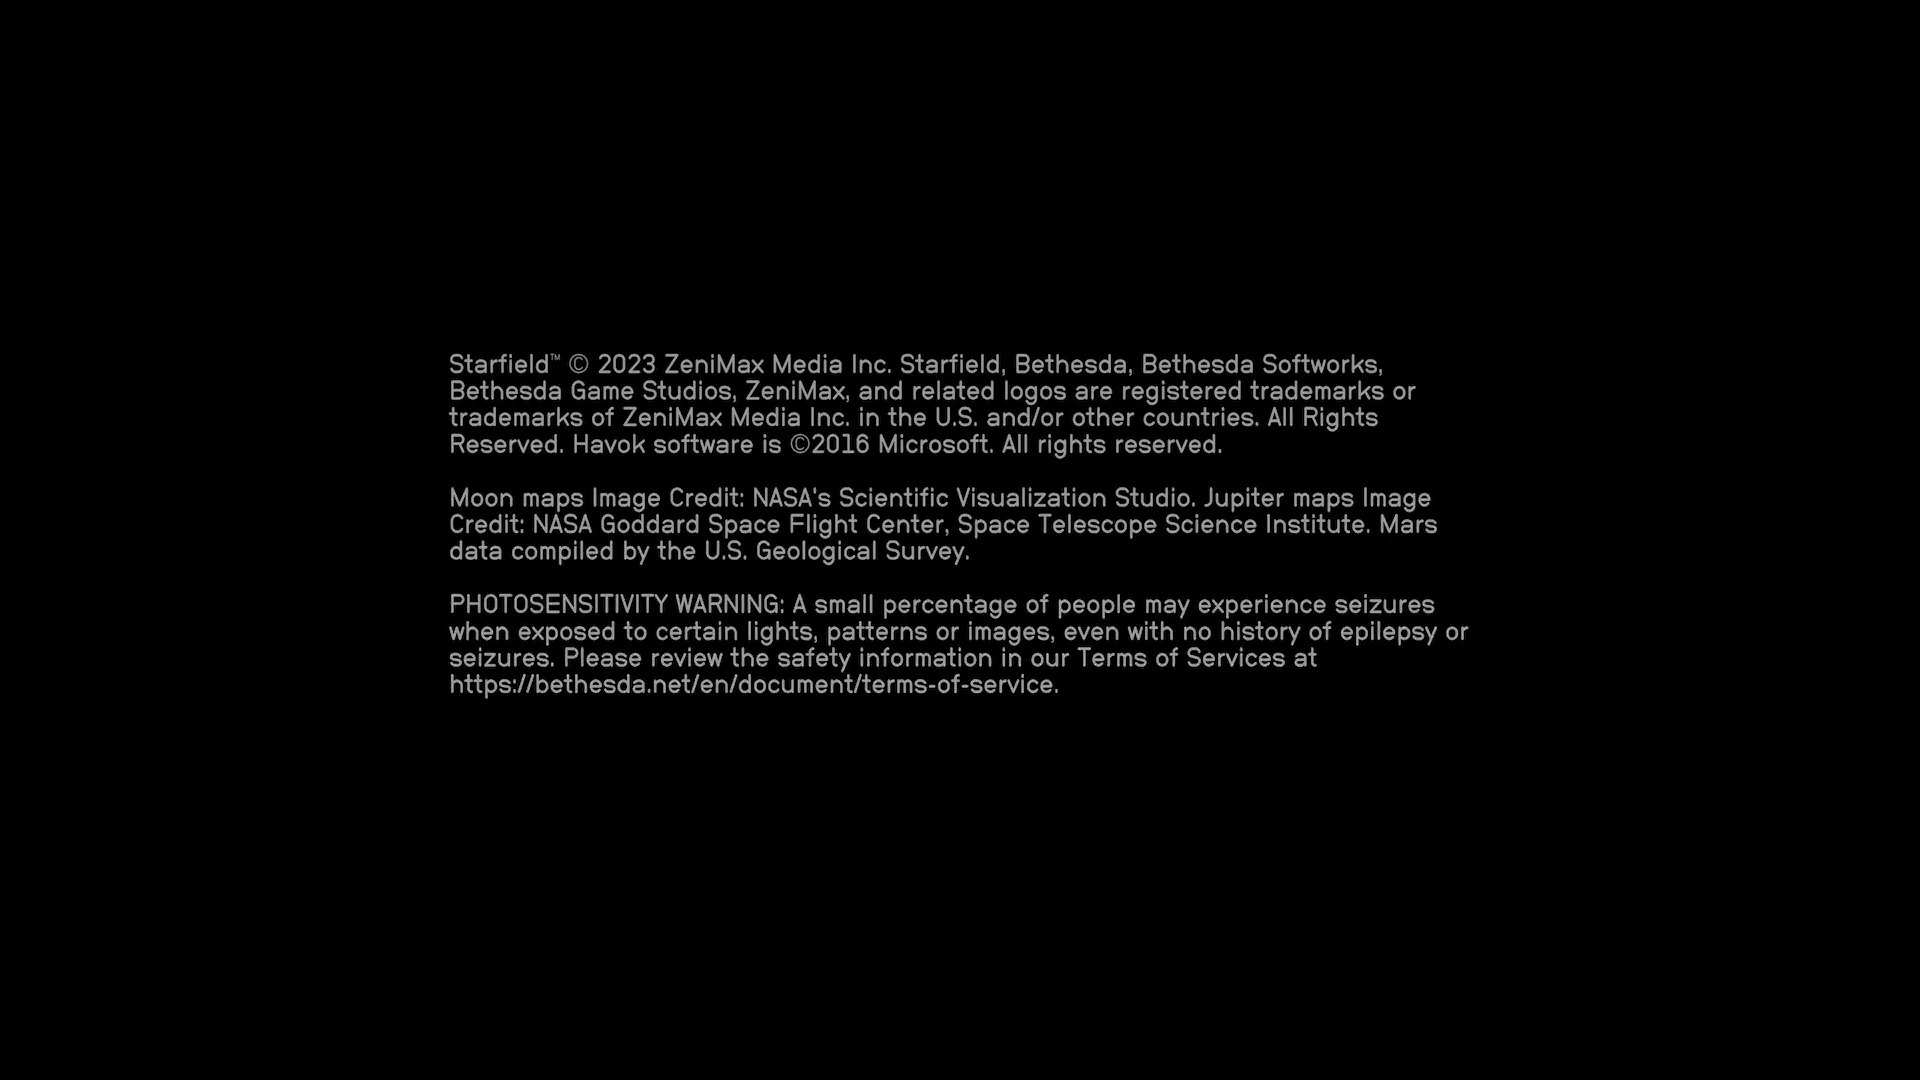 Starfield™ © 2023 ZeniMax Media Inc. Starfield, Bethesda, Bethesda Softworks,
Bethesda Game Studios, ZeniMax, and related logos are registered trademarks or
trademarks of ZeniMax Media Inc. in the U.S. and/or other countries. All Rights
Reserved. Havok software is ©2016 Microsoft. All rights reserved.
Moon maps Image Credit: NASA's Scientific Visualization Studio. Jupiter maps Image
Credit: NASA Goddard Space Flight Center, Space Telescope Science Institute. Mars
data compiled by the U.S. Geological Survey.
PHOTOSENSITIVITY WARNING: A small percentage of people may experience seizures
when exposed to certain lights, patterns or images, even with no history of epilepsy or
seizures. Please review the safety information in our Terms of Services at
https://bethesda.net/en/document/terms-of-service.